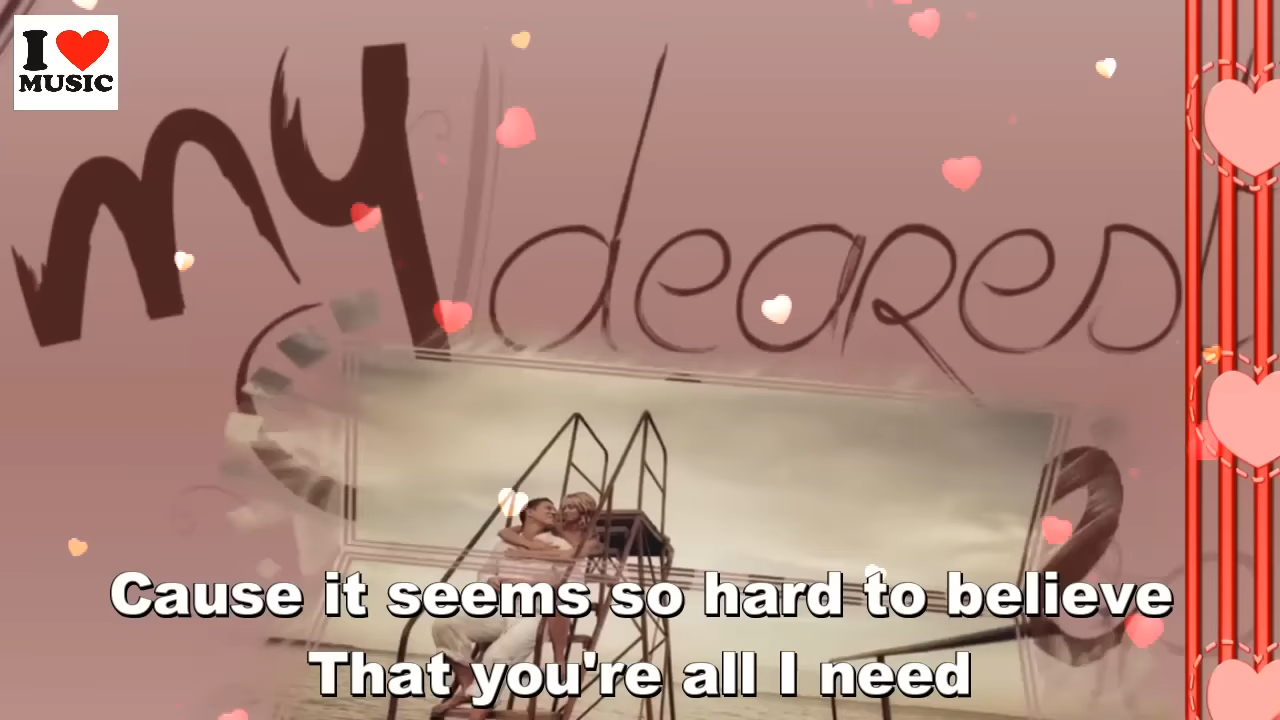 I ❤ MUSIC
my deares
Cause it seems so hard to believe
That you're all I need